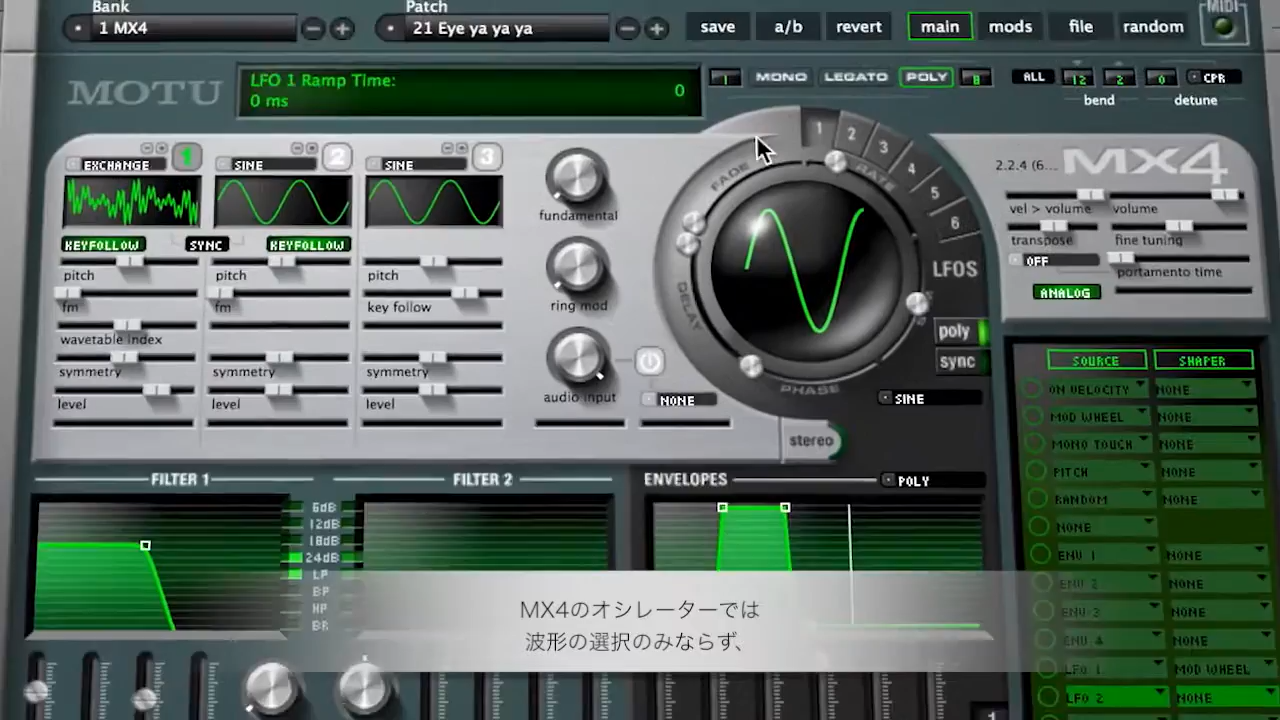 Bank
1 MX4
Patch
21 Eye ya ya ya
save
a/b
revert
main
mods
file
random
MIDI
MOTU
LFO 1 Ramp Time:
0 ms
0
1
MONO
LEGATO
POLY
8
ALL
12
2
0
CPR
bend
detune
EXCHANGE
1
SINE
2
SINE
3
KEYFOLLOW
SYNC
KEYFOLLOW
pitch
pitch
pitch
fm
fm
key follow
wavetable index
symmetry
symmetry
symmetry
level
level
level
fundamental
ring mod
audio input
NONE
FADE
RATE
DELAY
PHASE
1
2
3
4
5
6
LFOS
poly
sync
SINE
stereo
2.2.4 (6...
MX4
vel > volume
volume
transpose
fine tuning
OFF
portamento time
ANALOG
SOURCE
SHAPER
ON VELOCITY
NONE
MOD WHEEL
NONE
MONO TOUCH
NONE
PITCH
NONE
RANDOM
NONE
NONE
ENV 1
NONE
ENV 2
NONE
ENV 3
NONE
ENV 4
NONE
LFO 1
MOD WHEEL
LFO 2
NONE
FILTER 1
FILTER 2
ENVELOPES
POLY
6dB
12dB
18dB
24dB
LP
BP
HP
BR
MX4のオシレーターでは
波形の選択のみならず、
1